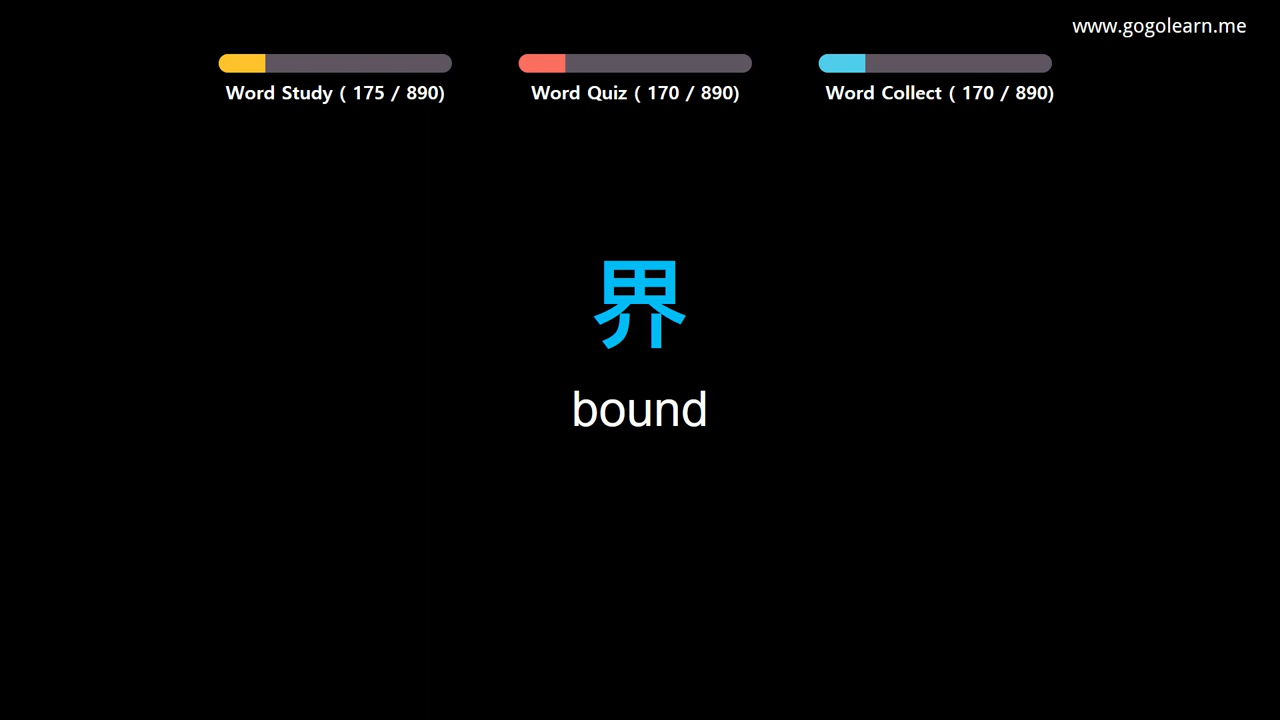 www.gogolearn.me
Word Study ( 175 / 890)
Word Quiz ( 170 / 890)
Word Collect ( 170 / 890)
界
bound